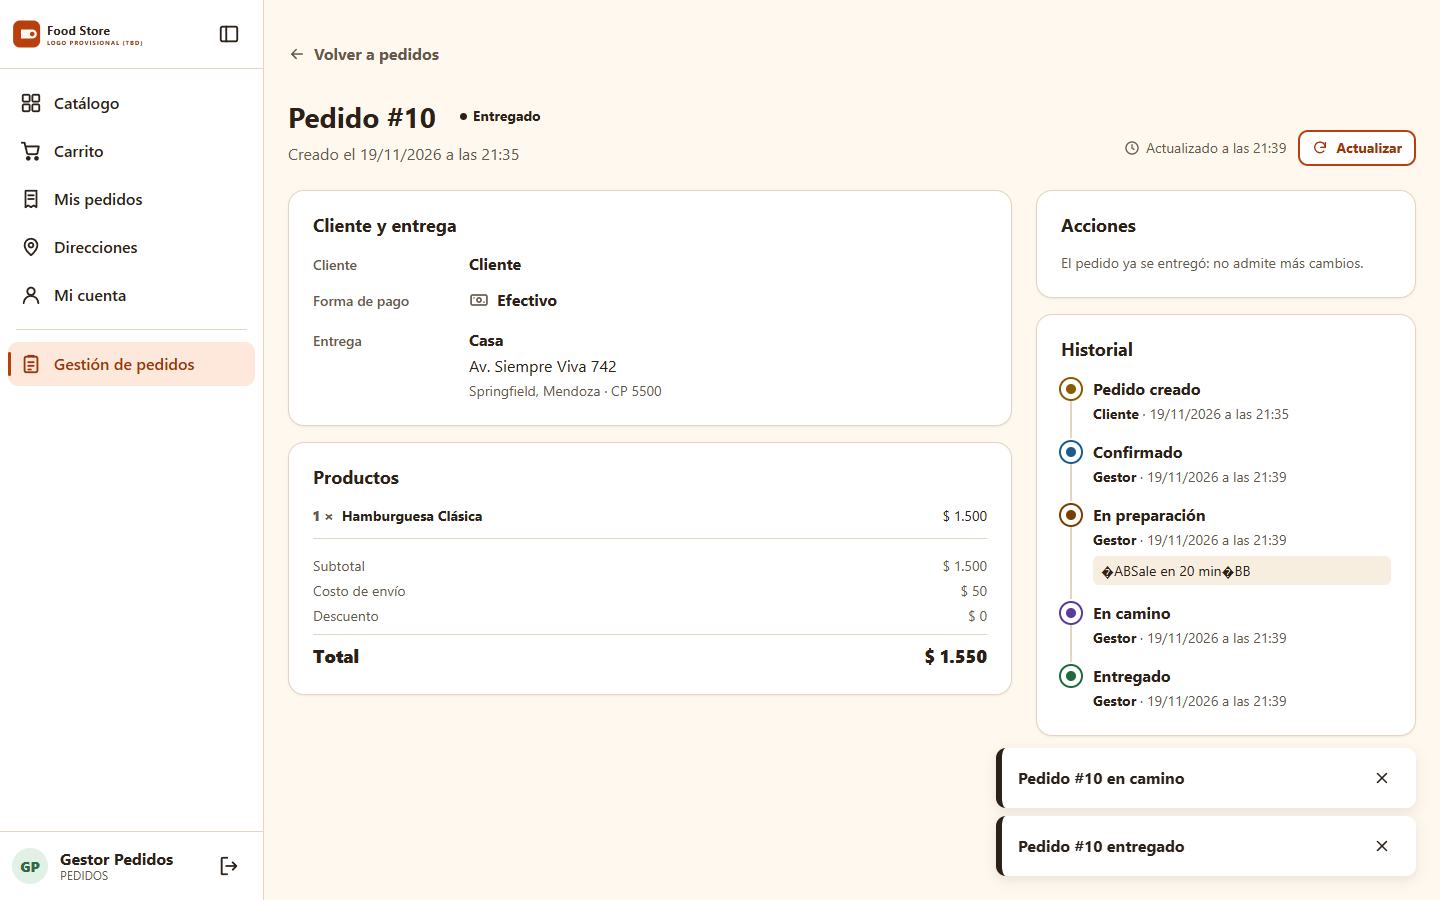 Food Store
LOGO PROVISIONAL (TBD)
Catálogo
Carrito
Mis pedidos
Direcciones
Mi cuenta
Gestión de pedidos
GP
Gestor Pedidos
PEDIDOS
Volver a pedidos
Pedido #10
Entregado
Creado el 19/11/2026 a las 21:35
Actualizado a las 21:39
Actualizar
Cliente y entrega
Cliente Cliente
Forma de pago Efectivo
Entrega Casa
Av. Siempre Viva 742
Springfield, Mendoza · CP 5500
Productos
1 × Hamburguesa Clásica $ 1.500
Subtotal $ 1.500
Costo de envío $ 50
Descuento $ 0
Total $ 1.550
Acciones
El pedido ya se entregó: no admite más cambios.
Historial
Pedido creado
Cliente · 19/11/2026 a las 21:35
Confirmado
Gestor · 19/11/2026 a las 21:39
En preparación
Gestor · 19/11/2026 a las 21:39
�ABSale en 20 min�BB
En camino
Gestor · 19/11/2026 a las 21:39
Entregado
Gestor · 19/11/2026 a las 21:39
Pedido #10 en camino
Pedido #10 entregado